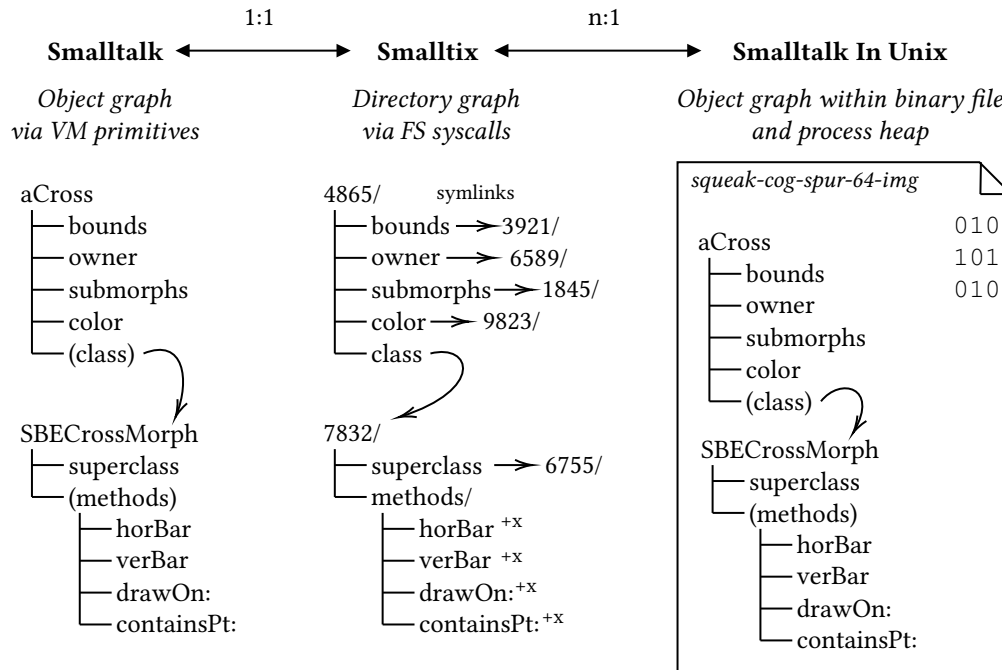 1:1
n:1
Smalltalk
Smalltix
Smalltalk In Unix
Object graph
via VM primitives
Directory graph
via FS syscalls
Object graph within binary file
and process heap
aCross
bounds
owner
submorphs
color
(class)
SBECrossMorph
superclass
(methods)
horBar
verBar
drawOn:
containsPt:
4865/
symlinks
bounds 3921/
owner 6589/
submorphs 1845/
color 9823/
class
7832/
superclass 6755/
methods/
horBar +x
verBar +x
drawOn:+x
containsPt:+x
squeak-cog-spur-64-img
010
101
010
aCross
bounds
owner
submorphs
color
(class)
SBECrossMorph
superclass
(methods)
horBar
verBar
drawOn:
containsPt: